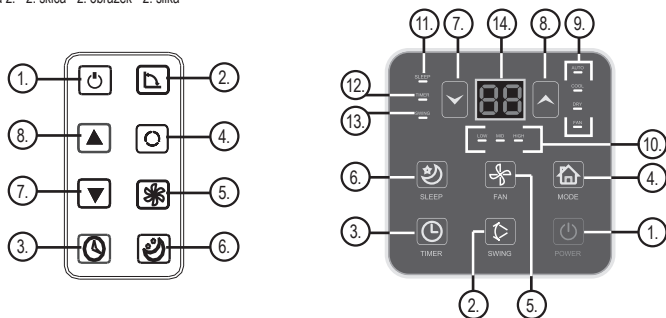 2. - 2. skica - 2. obrázek - 2. slika
11. 7. 14. 8. 9.
1. 2.
SLEEP AUTO
12. TIMER COOL
13. SWING 88 DRY
FAN
8. 4.
LOW MID HIGH 10.
7. 5.
6. SLEEP FAN MODE 4.
3. 6.
3. TIMER SWING POWER 1.
2. 5.